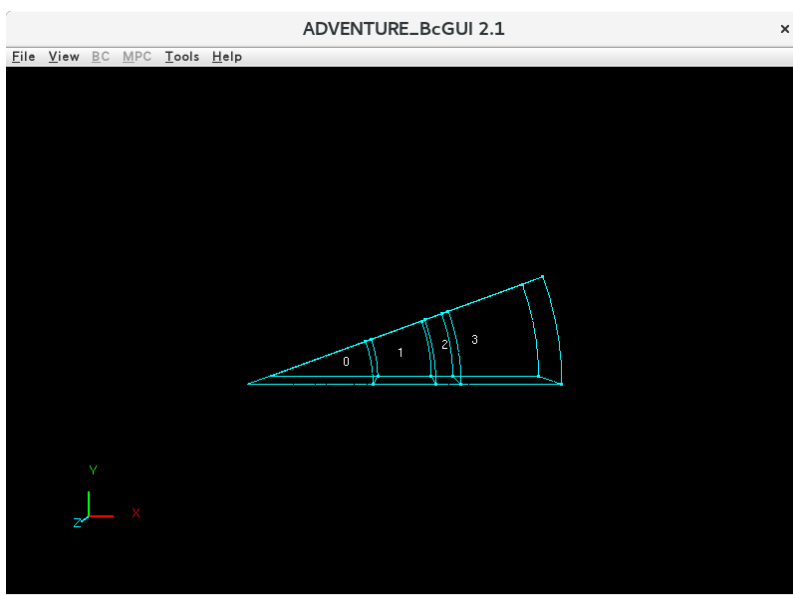 ADVENTURE_BcGUI 2.1
×
File View BC MPC Tools Help
0 1 2 3
Y
X
Z